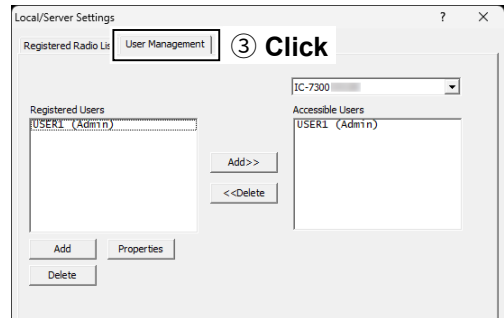 Local/Server Settings ? ×
Registered Radio Lis User Management ③ Click
IC-7300
Registered Users Accessible Users
USER1 (Admin) USER1 (Admin)
Add>>
<<Delete
Add Properties
Delete